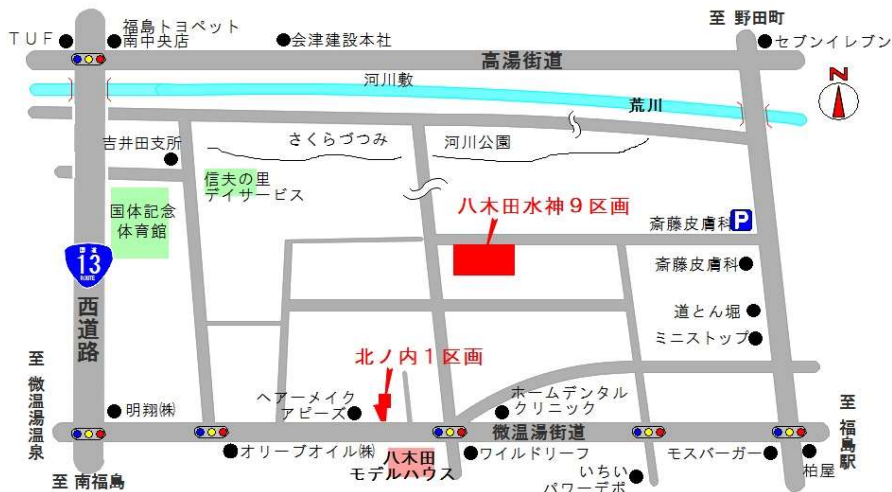 至 野田町
福島トヨペット
南中央店
TUF
会津建設本社
セブンイレブン
高湯街道
河川敷
荒川
N
さくらづつみ
河川公園
吉井田支所
信夫の里
デイサービス
国体記念
体育館
八木田水神9区画
斎藤皮膚科
P
国道
13
ROUTE
斎藤皮膚科
西道路
道とん堀
ミニストップ
北ノ内1区画
至 微温湯温泉
ヘアーメイク
アビーズ
ホームデンタル
クリニック
明翔㈱
微温湯街道
至 福島駅
オリーブオイル㈱
八木田
モデルハウス
ワイルドリーフ
モスバーガー
柏屋
いちい
パワーデポ
至 南福島